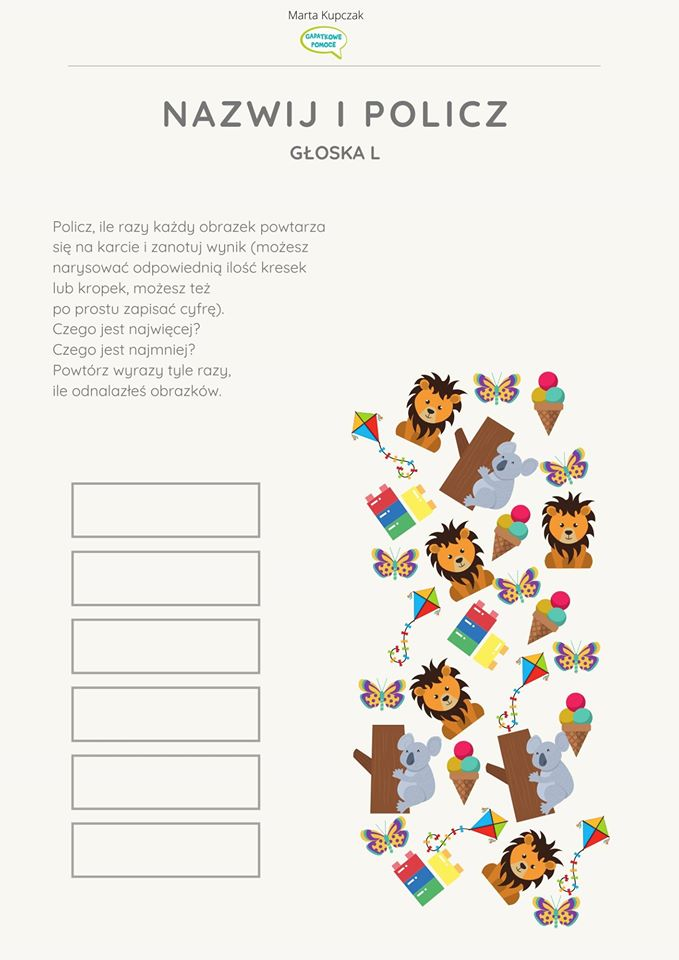 Marta Kupczak
GAPATKOWE
POMOCE
NAZWIJ I POLICZ
GŁOSKA L
Policz, ile razy każdy obrazek powtarza
się na karcie i zanotuj wynik (możesz
narysować odpowiednią ilość kresek
lub kropek, możesz też
po prostu zapisać cyfrę).
Czego jest najwięcej?
Czego jest najmniej?
Powtórz wyrazy tyle razy,
ile odnalazłeś obrazków.